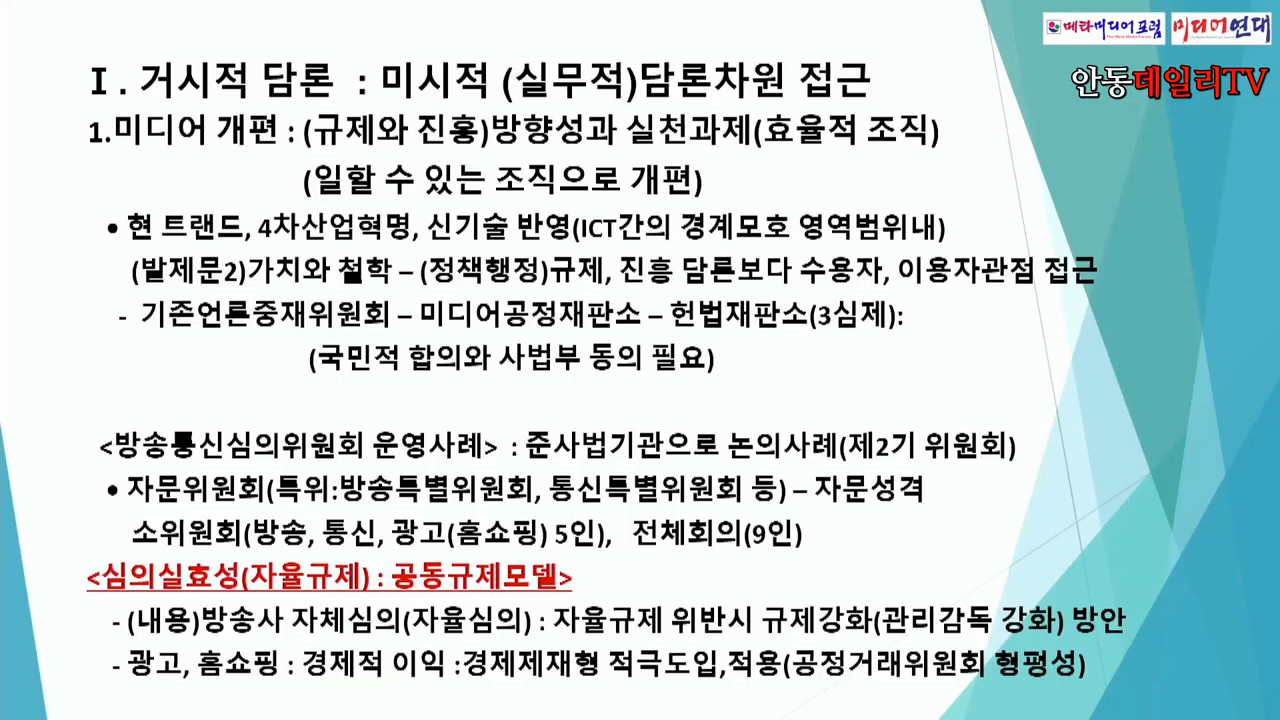 메타미디어포럼 미디어연대
안동데일리TV
Ⅰ. 거시적 담론 : 미시적 (실무적)담론차원 접근
1.미디어 개편 : (규제와 진흥)방향성과 실천과제(효율적 조직)
(일할 수 있는 조직으로 개편)
• 현 트랜드, 4차산업혁명, 신기술 반영(ICT간의 경계모호 영역범위내)
(발제문2)가치와 철학 – (정책행정)규제, 진흥 담론보다 수용자, 이용자관점 접근
- 기존언론중재위원회 – 미디어공정재판소 – 헌법재판소(3심제):
(국민적 합의와 사법부 동의 필요)
<방송통신심의위원회 운영사례> : 준사법기관으로 논의사례(제2기 위원회)
• 자문위원회(특위:방송특별위원회, 통신특별위원회 등) – 자문성격
소위원회(방송, 통신, 광고(홈쇼핑) 5인), 전체회의(9인)
<심의실효성(자율규제) : 공동규제모델>
- (내용)방송사 자체심의(자율심의) : 자율규제 위반시 규제강화(관리감독 강화) 방안
- 광고, 홈쇼핑 : 경제적 이익 :경제제재형 적극도입,적용(공정거래위원회 형평성)